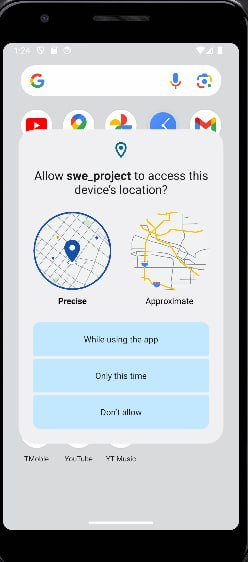 1:24
Allow swe_project to access this
device's location?
Precise
Approximate
While using the app
Only this time
Don't allow
TMoble
YouTube
YT Music